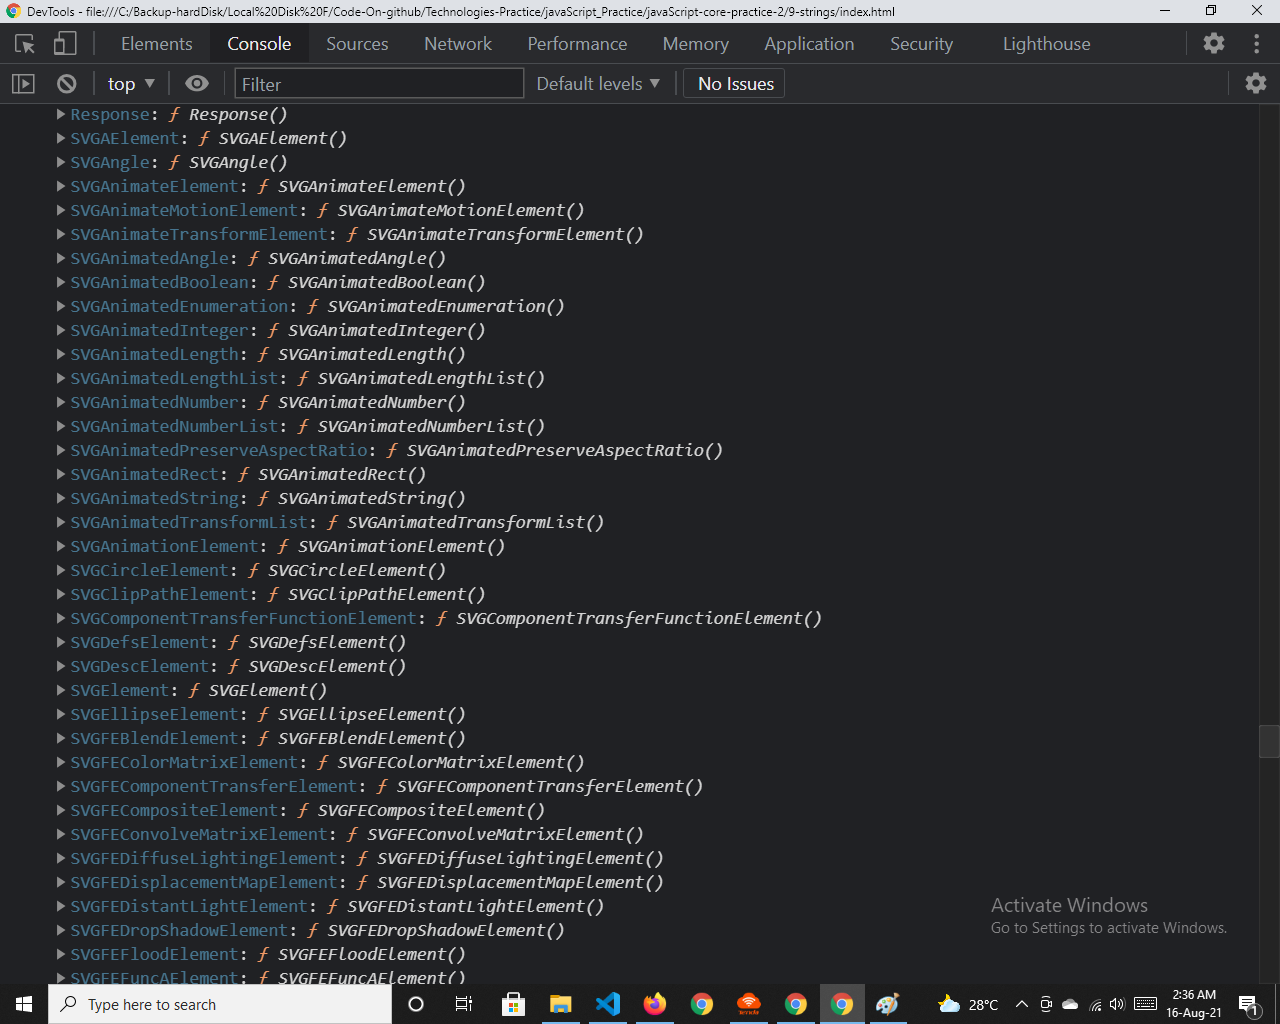 DevTools - file:///C:/Backup-hardDisk/Local%20Disk%20F/Code-On-github/Technologies-Practice/javaScript_Practice/javaScript-core-practice-2/9-strings/index.html
Elements Console Sources Network Performance Memory Application Security Lighthouse
top Filter Default levels No Issues
Response: ƒ Response()
SVGAElement: ƒ SVGAElement()
SVGAngle: ƒ SVGAngle()
SVGAnimateElement: ƒ SVGAnimateElement()
SVGAnimateMotionElement: ƒ SVGAnimateMotionElement()
SVGAnimateTransformElement: ƒ SVGAnimateTransformElement()
SVGAnimatedAngle: ƒ SVGAnimatedAngle()
SVGAnimatedBoolean: ƒ SVGAnimatedBoolean()
SVGAnimatedEnumeration: ƒ SVGAnimatedEnumeration()
SVGAnimatedInteger: ƒ SVGAnimatedInteger()
SVGAnimatedLength: ƒ SVGAnimatedLength()
SVGAnimatedLengthList: ƒ SVGAnimatedLengthList()
SVGAnimatedNumber: ƒ SVGAnimatedNumber()
SVGAnimatedNumberList: ƒ SVGAnimatedNumberList()
SVGAnimatedPreserveAspectRatio: ƒ SVGAnimatedPreserveAspectRatio()
SVGAnimatedRect: ƒ SVGAnimatedRect()
SVGAnimatedString: ƒ SVGAnimatedString()
SVGAnimatedTransformList: ƒ SVGAnimatedTransformList()
SVGAnimationElement: ƒ SVGAnimationElement()
SVGCircleElement: ƒ SVGCircleElement()
SVGClipPathElement: ƒ SVGClipPathElement()
SVGComponentTransferFunctionElement: ƒ SVGComponentTransferFunctionElement()
SVGDefsElement: ƒ SVGDefsElement()
SVGDescElement: ƒ SVGDescElement()
SVGElement: ƒ SVGElement()
SVGEllipseElement: ƒ SVGEllipseElement()
SVGFEBlendElement: ƒ SVGFEBlendElement()
SVGFEColorMatrixElement: ƒ SVGFEColorMatrixElement()
SVGFEComponentTransferElement: ƒ SVGFEComponentTransferElement()
SVGFECompositeElement: ƒ SVGFECompositeElement()
SVGFEConvolveMatrixElement: ƒ SVGFEConvolveMatrixElement()
SVGFEDiffuseLightingElement: ƒ SVGFEDiffuseLightingElement()
SVGFEDisplacementMapElement: ƒ SVGFEDisplacementMapElement()
SVGFEDistantLightElement: ƒ SVGFEDistantLightElement()
SVGFEDropShadowElement: ƒ SVGFEDropShadowElement()
SVGFEFloodElement: ƒ SVGFEFloodElement()
SVGFEFuncAElement: ƒ SVGFEFuncAElement()
Activate Windows
Go to Settings to activate Windows.
Type here to search
28°C
2:36 AM
16-Aug-21
1